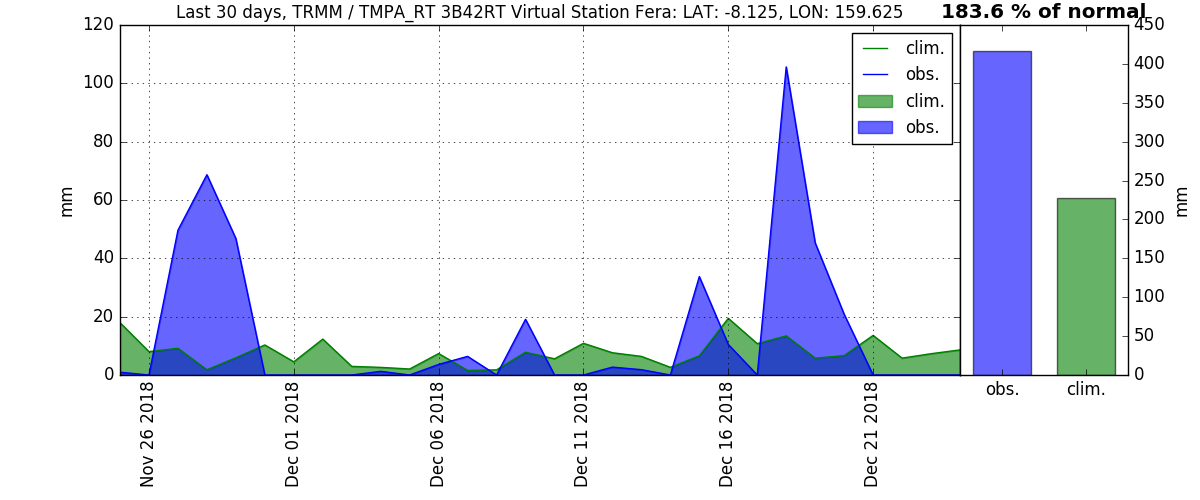 Last 30 days, TRMM / TMPA_RT 3B42RT Virtual Station Fera: LAT: -8.125, LON: 159.625
183.6 % of normal
120
100
80
60
40
20
0
mm
clim.
obs.
clim.
obs.
Nov 26 2018
Dec 01 2018
Dec 06 2018
Dec 11 2018
Dec 16 2018
Dec 21 2018
450
400
350
300
250
200
150
100
50
0
mm
obs.
clim.